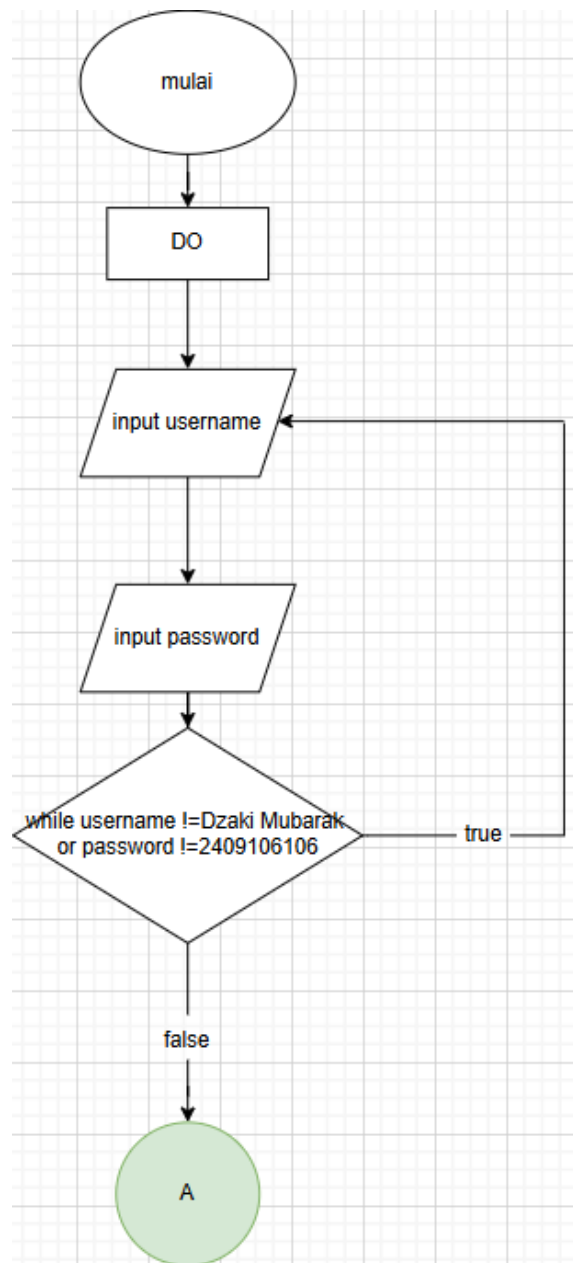 mulai
DO
input username
input password
while username !=Dzaki Mubarak
or password !=2409106106
true
false
A